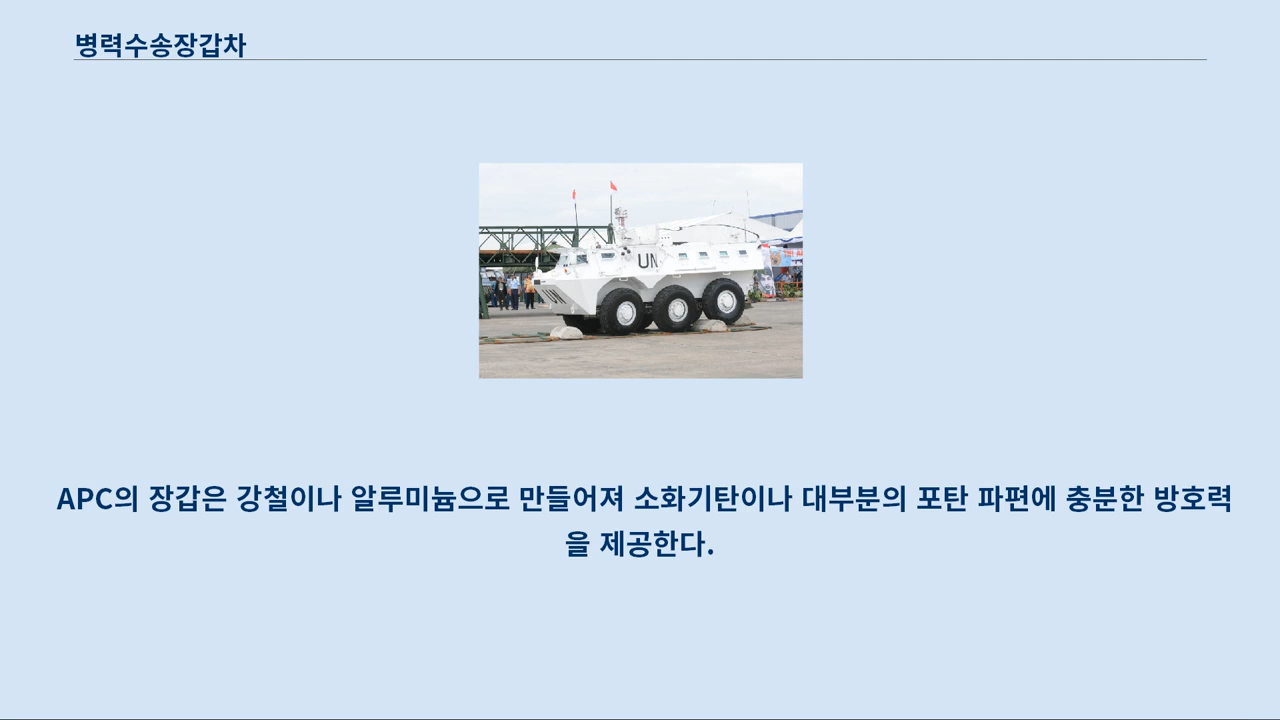 병력수송장갑차
UN
UN
APC의 장갑은 강철이나 알루미늄으로 만들어져 소화기탄이나 대부분의 포탄 파편에 충분한 방호력
을 제공한다.